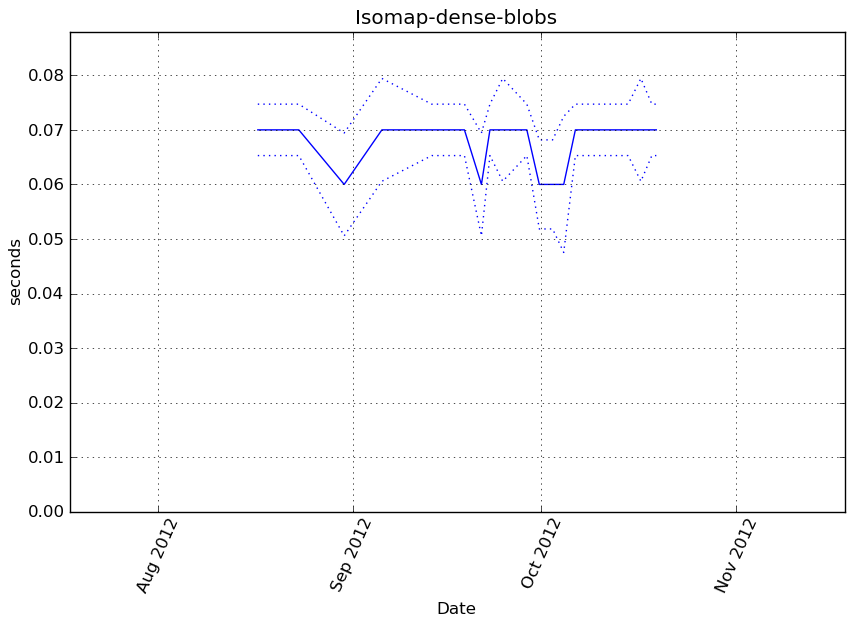 Isomap-dense-blobs
0.08
0.07
0.06
0.05
0.04
0.03
0.02
0.01
0.00
seconds
Aug 2012
Sep 2012
Oct 2012
Nov 2012
Date